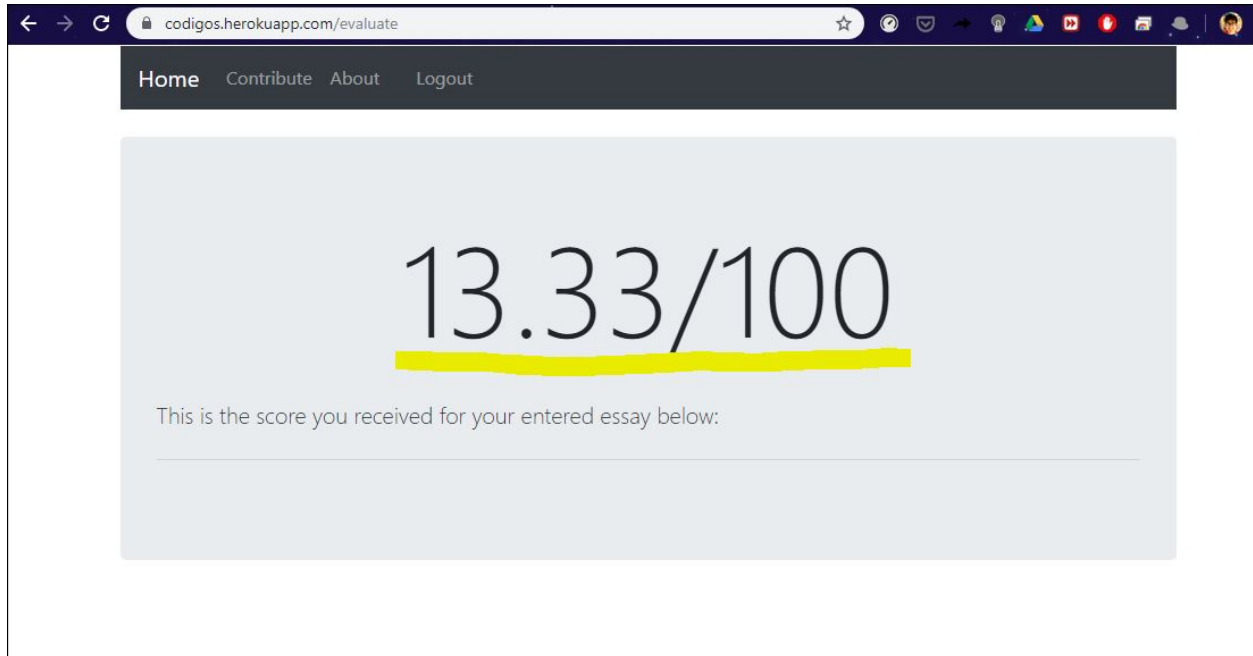 codigos.herokuapp.com/evaluate
Home Contribute About Logout
13.33/100
This is the score you received for your entered essay below: